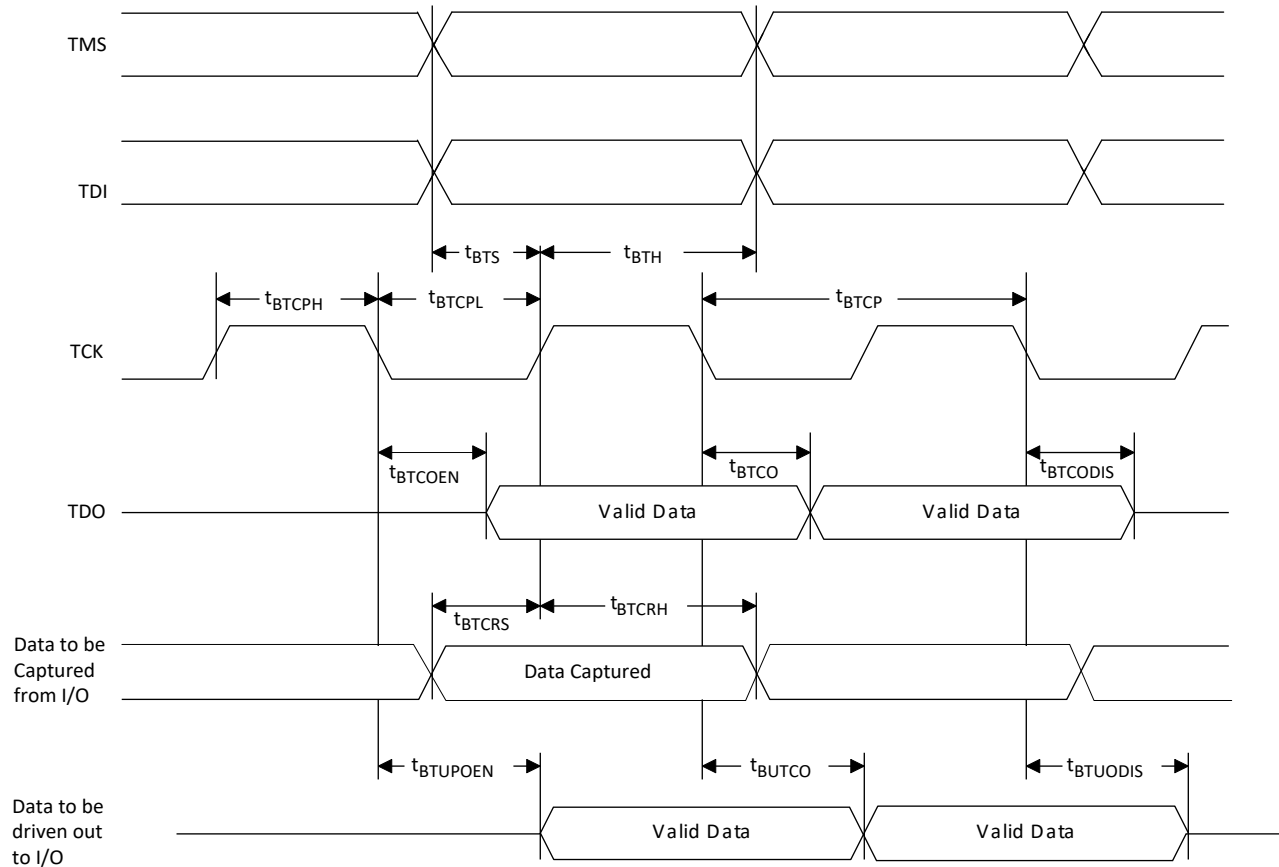 TMS
TDI
tBTS
tBTH
tBTCPH
tBTCPL
tBTCP
TCK
tBTCOEN
tBTCO
tBTCODIS
TDO
Valid Data
Valid Data
tBTCRS
tBTCRH
Data to be
Captured
from I/O
Data Captured
tBTUPOEN
tBUTCO
tBTUODIS
Data to be
driven out
to I/O
Valid Data
Valid Data